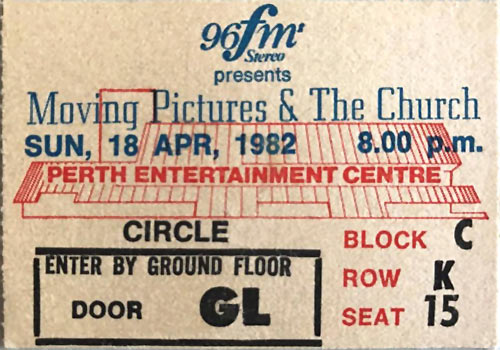 96fm
Stereo
presents
Moving Pictures & The Church
SUN, 18 APR, 1982 8.00 p.m.
PERTH ENTERTAINMENT CENTRE
CIRCLE
BLOCK C
ENTER BY GROUND FLOOR
ROW K
DOOR GL
SEAT 15